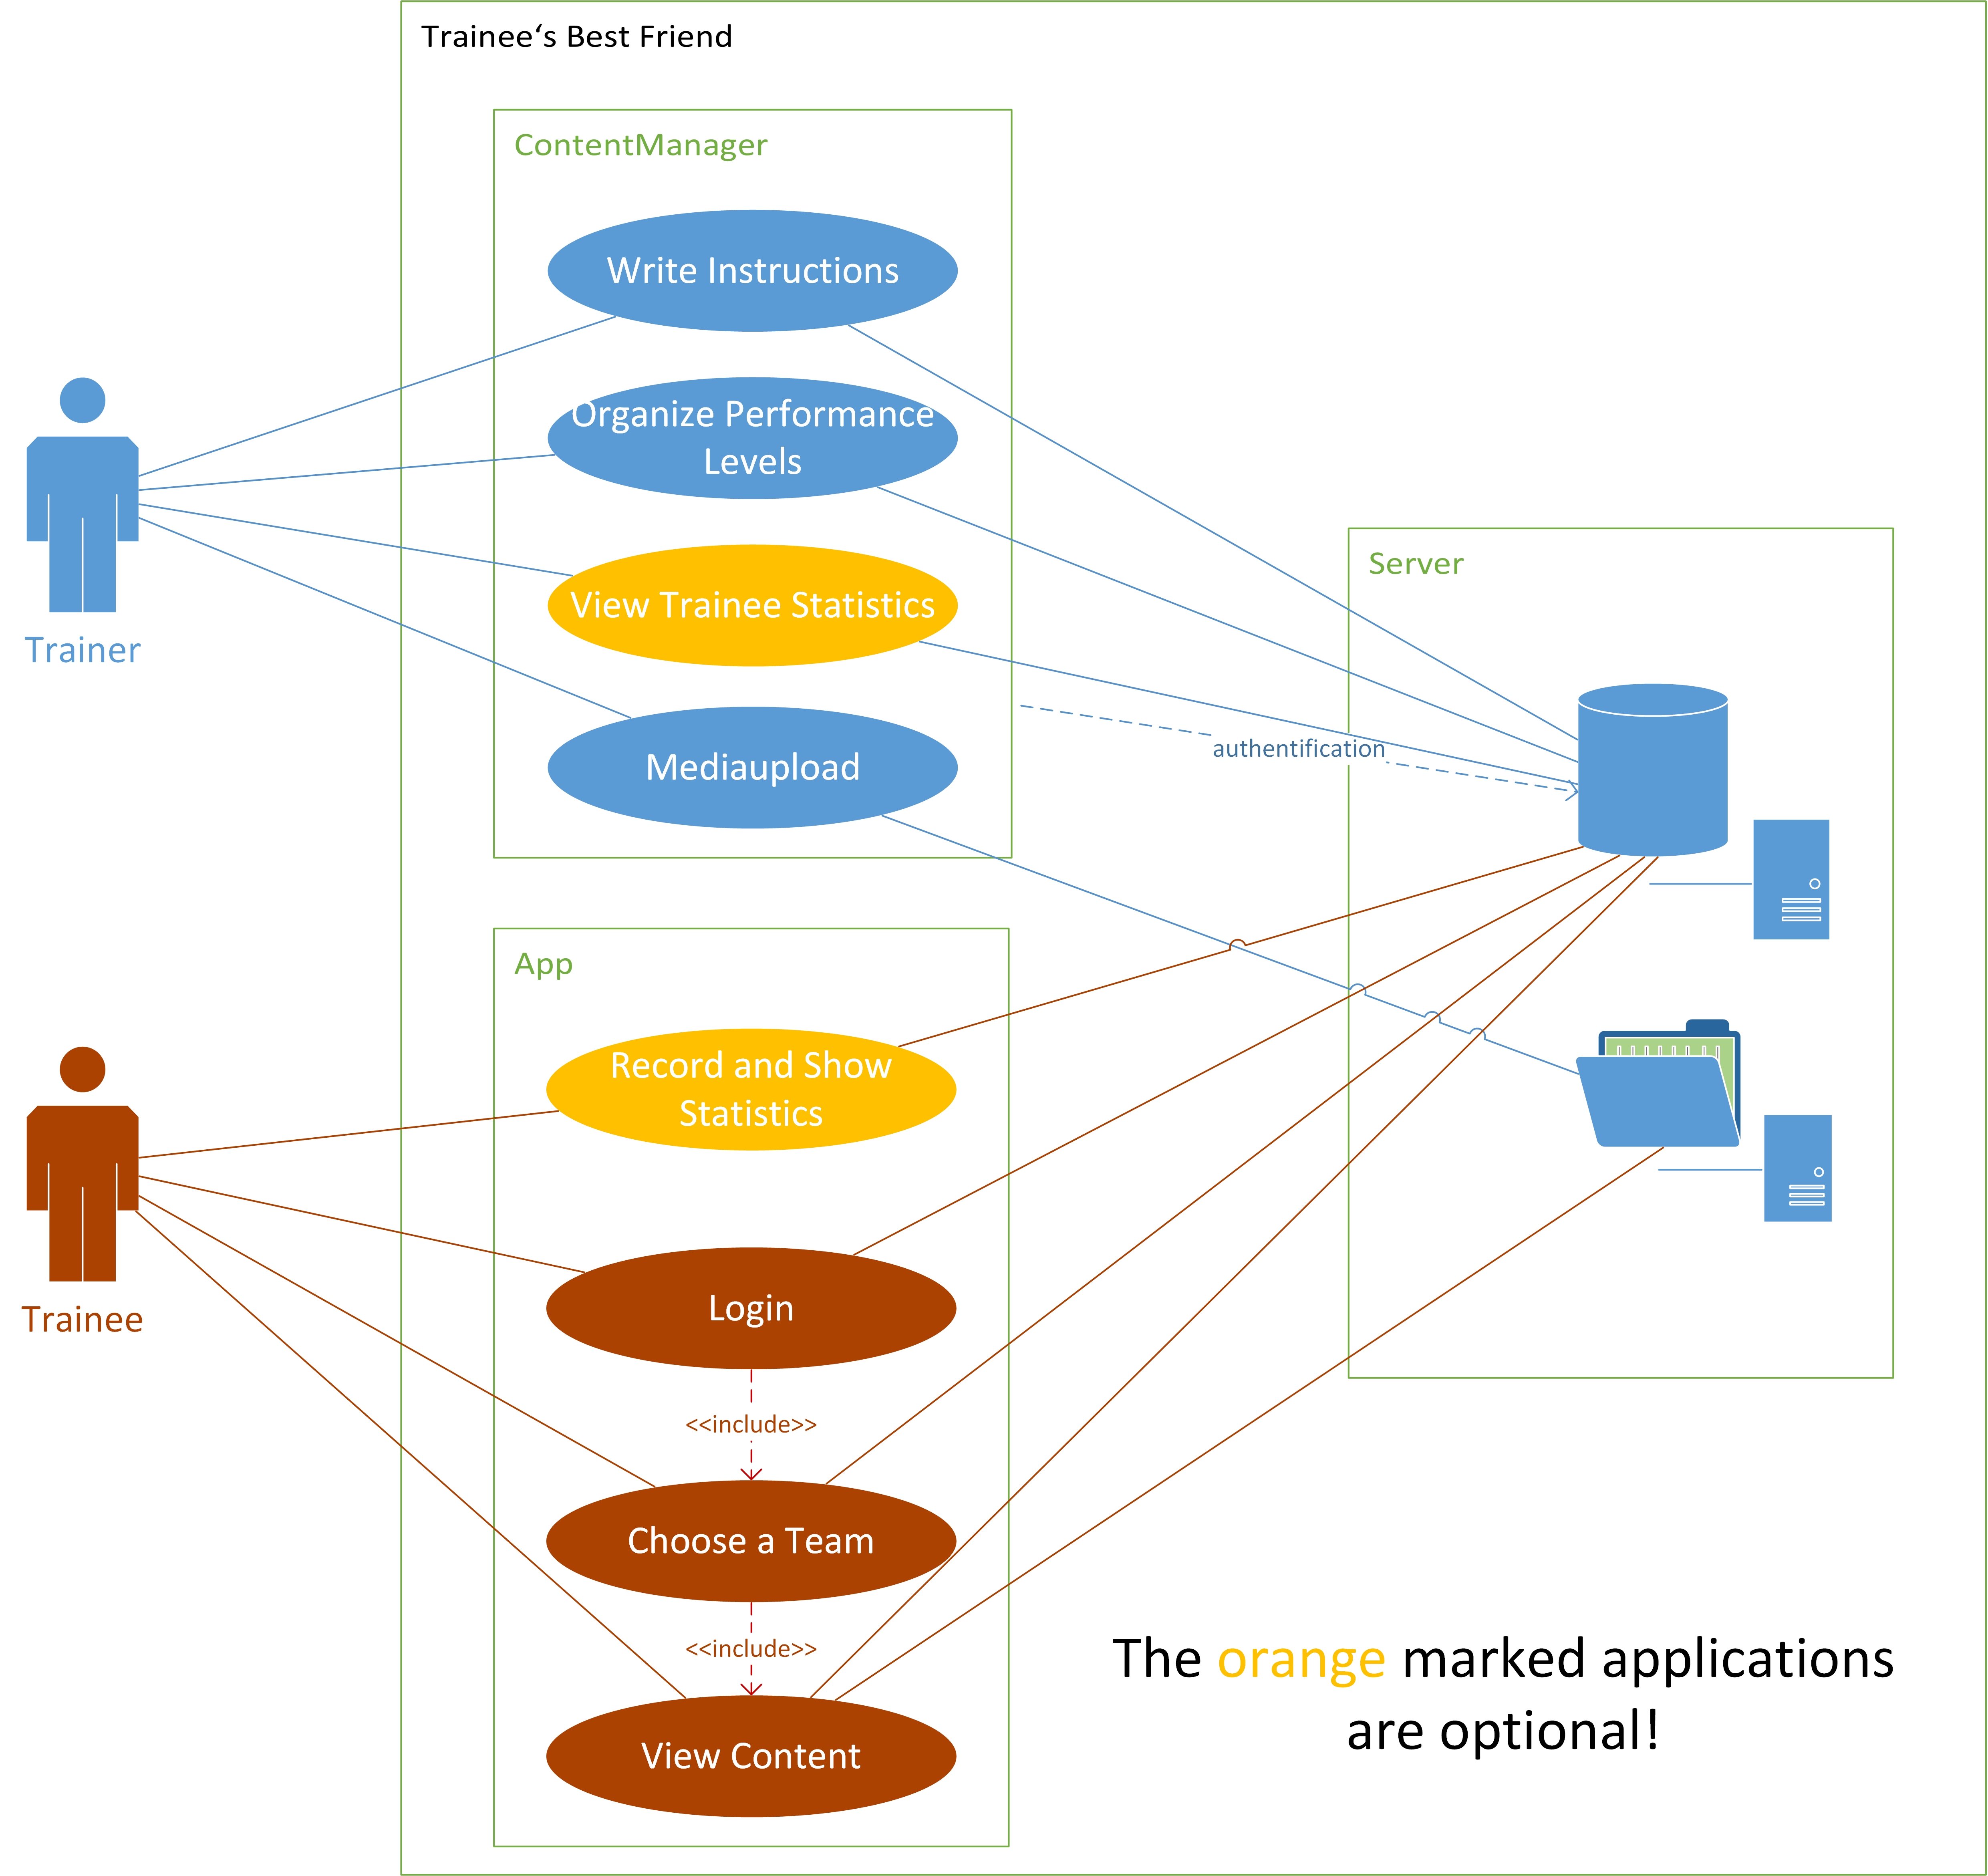 Trainee‘s Best Friend
ContentManager
Write Instructions
Organize Performance
Levels
View Trainee Statistics
Mediaupload
Trainer
Server
authentification
App
Record and Show
Statistics
Login
<<include>>
Choose a Team
<<include>>
View Content
Trainee
The orange marked applications
are optional!